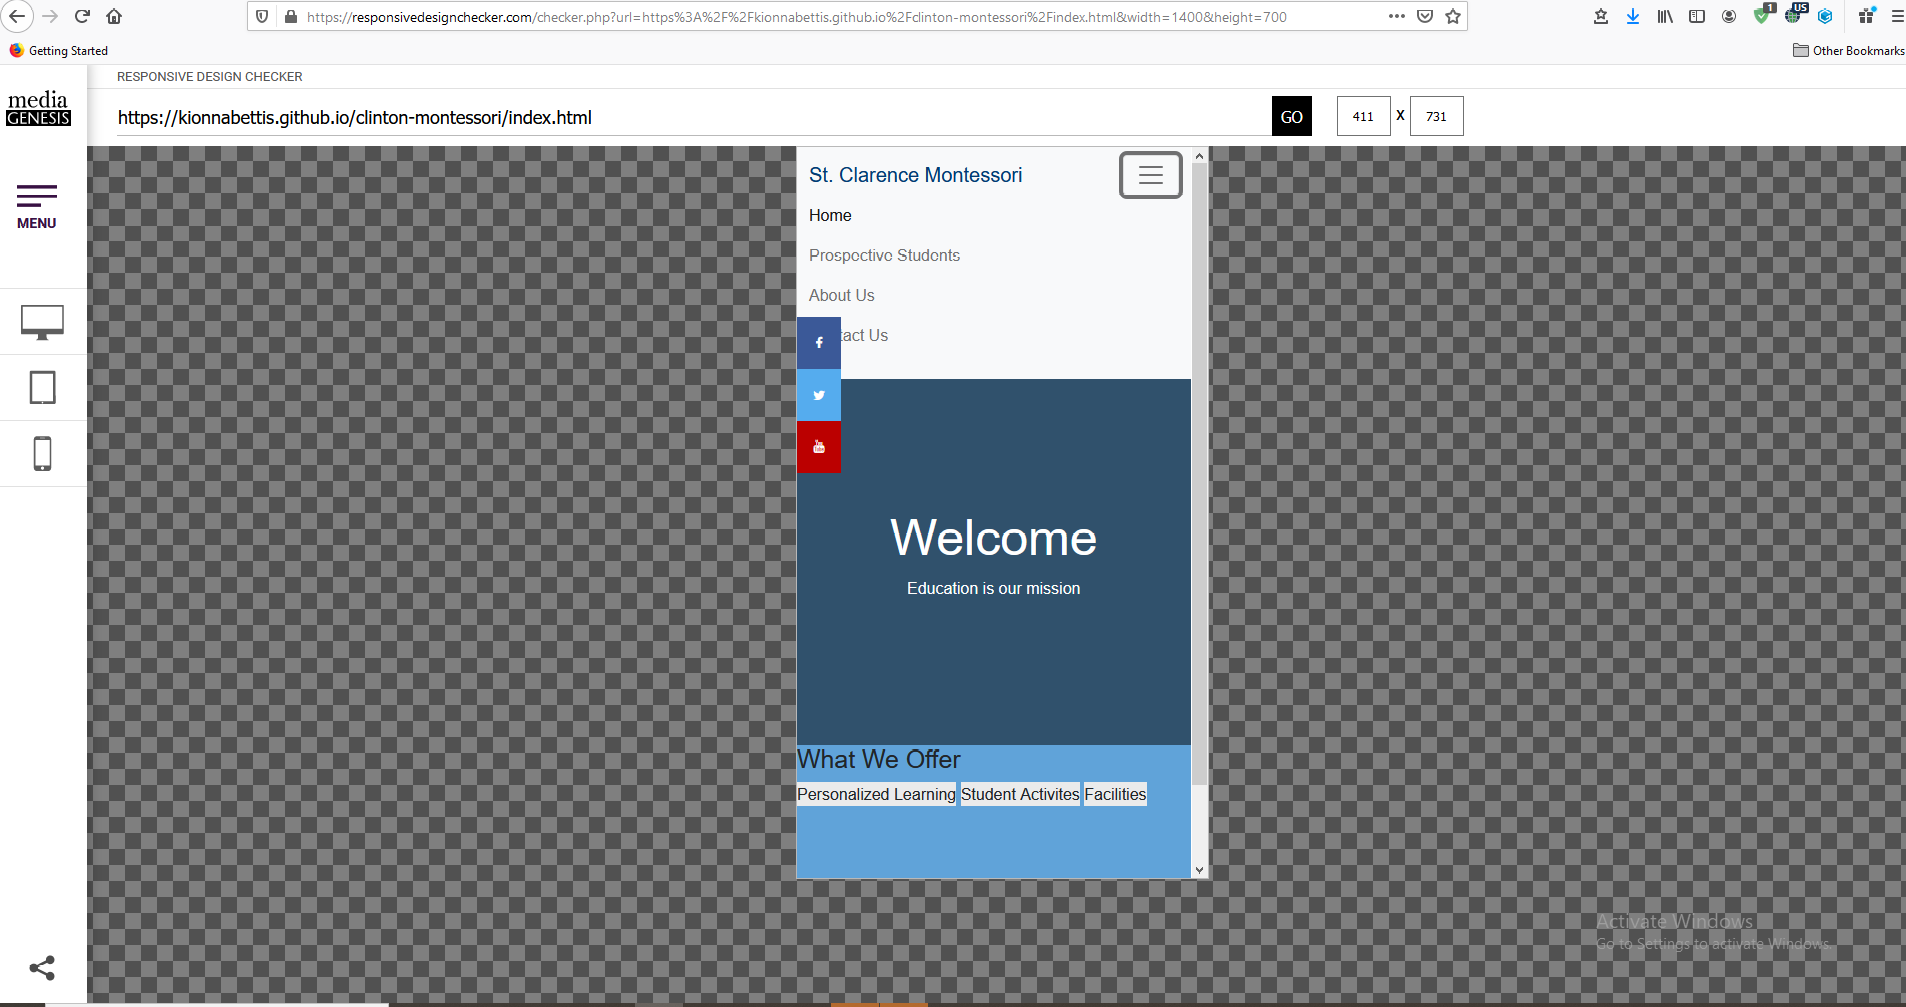 https://responsivedesignchecker.com/checker.php?url=https%3A%2F%2Fkionnabettis.github.io%2Fclinton-montessori%2Findex.html&width=1400&height=700
1
US
Getting Started
Other Bookmarks
RESPONSIVE DESIGN CHECKER
media
GENESIS
https://kionnabettis.github.io/clinton-montessori/index.html
GO
411 X 731
MENU
St. Clarence Montessori
Home
Prospective Students
About Us
tact Us
Welcome
Education is our mission
What We Offer
Personalized Learning Student Activites Facilities
Activate Windows
Go to Settings to activate Windows.